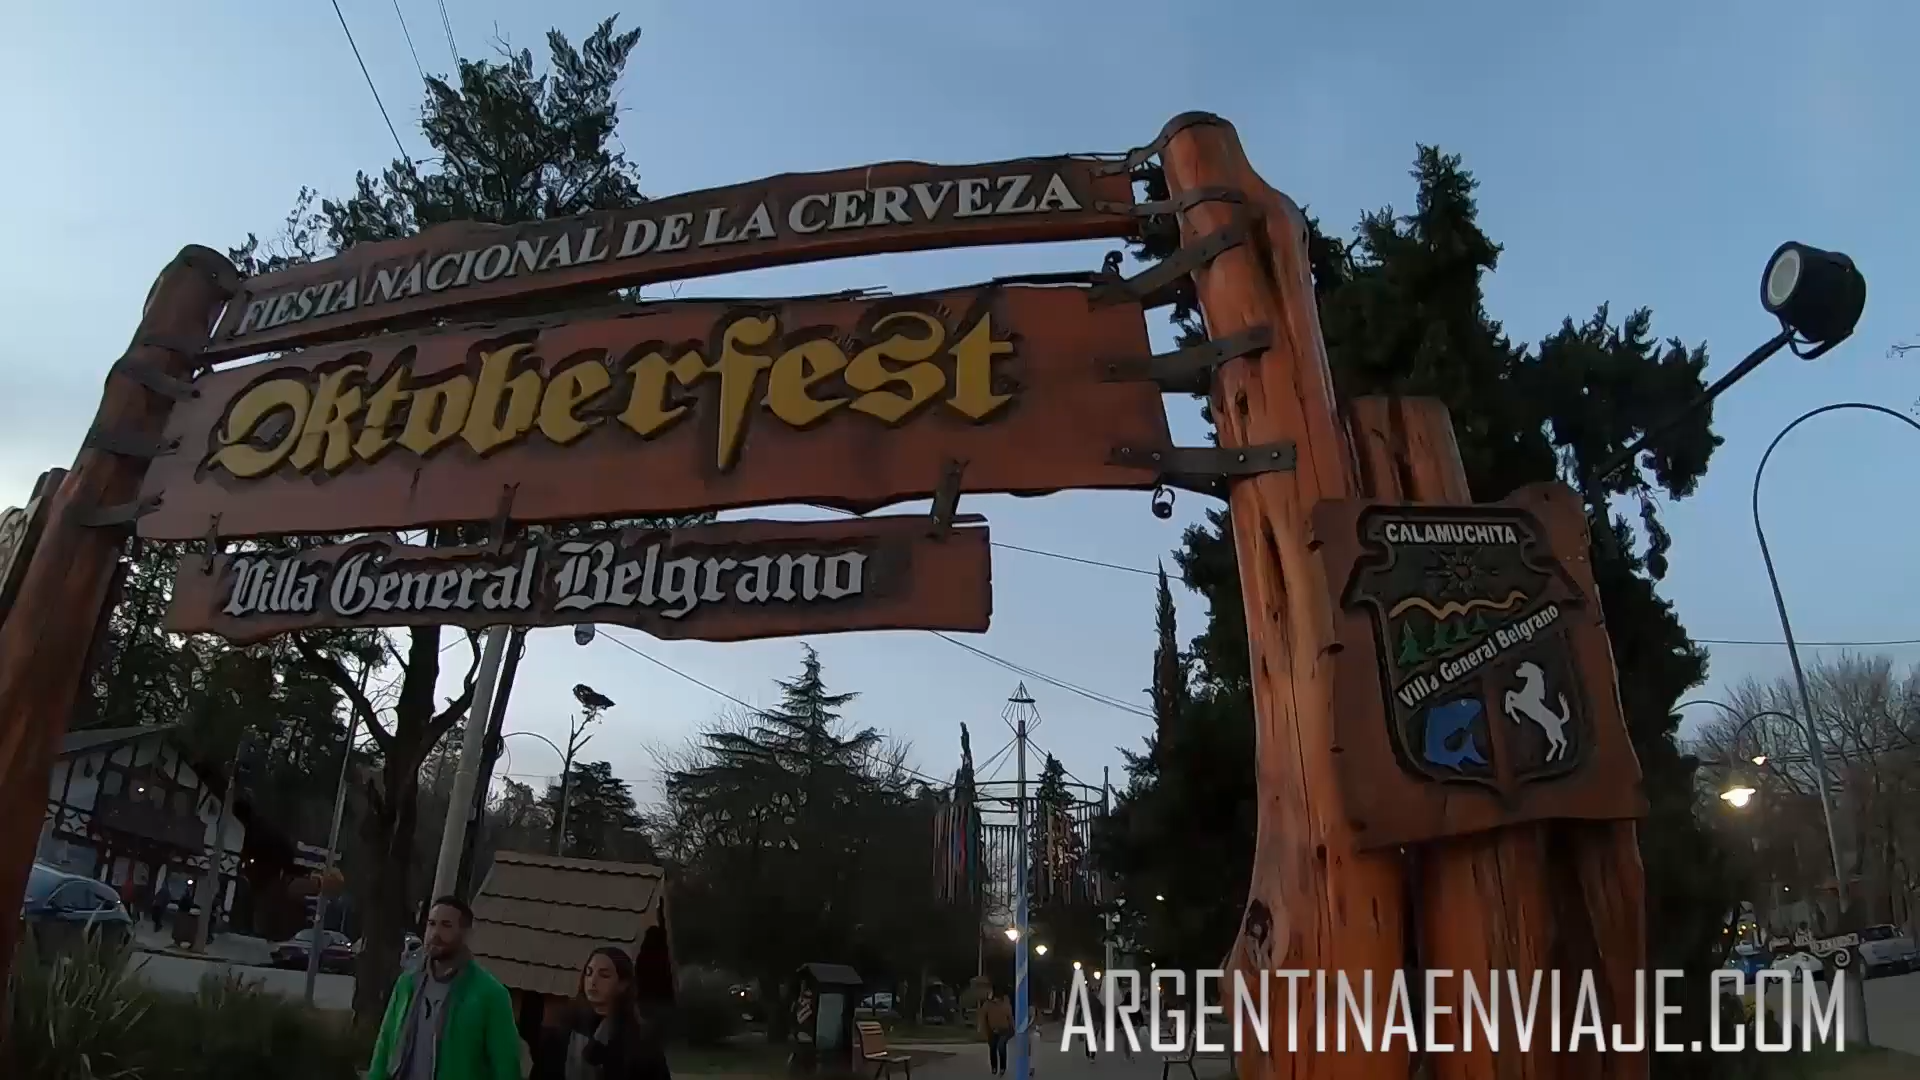 FIESTA NACIONAL DE LA CERVEZA
Oktoberfest
Villa General Belgrano
CALAMUCHITA
Villa General Belgrano
ARGENTINAENVIAJE.COM